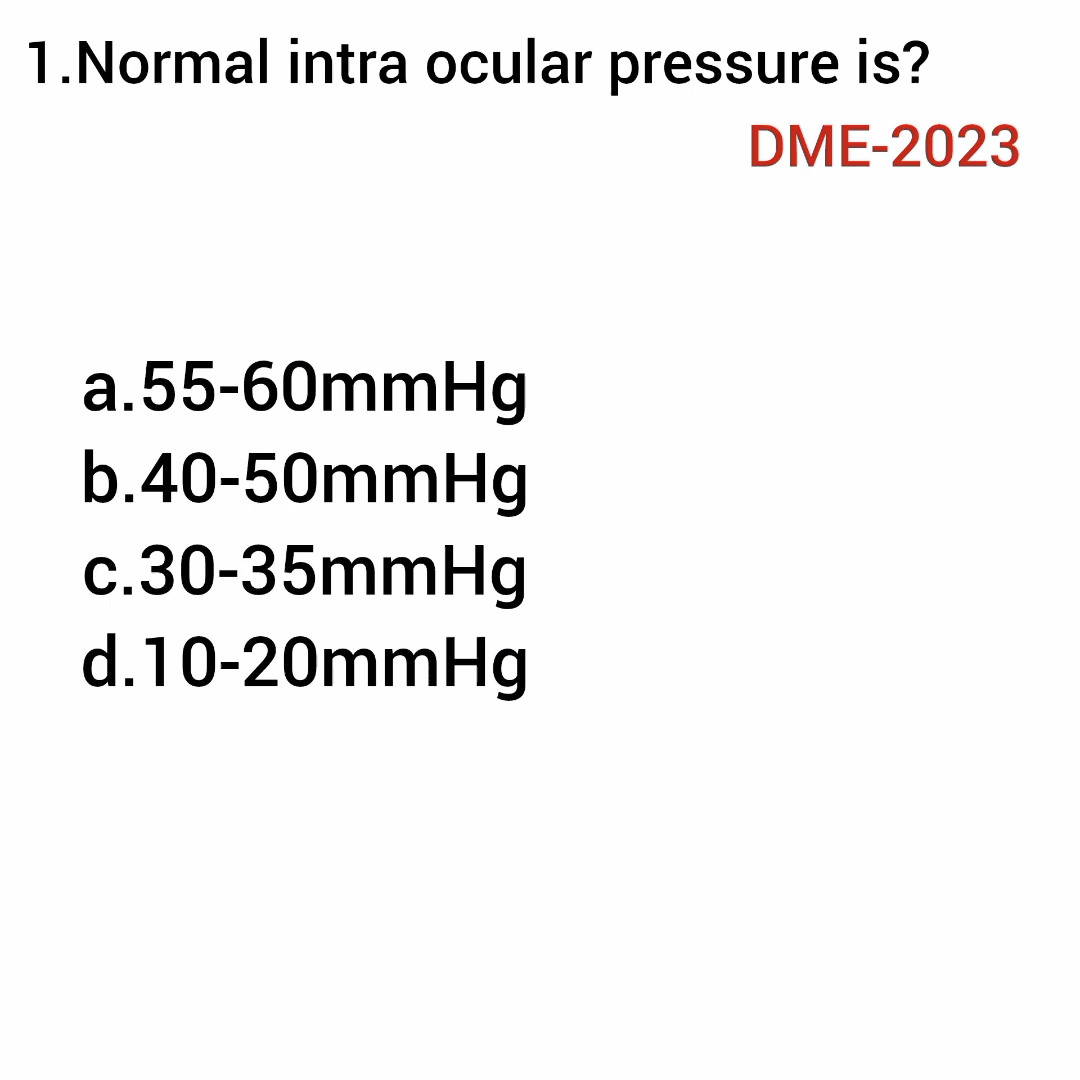 1.Normal intra ocular pressure is?
DME-2023
a.55-60mmHg
b.40-50mmHg
c.30-35mmHg
d.10-20mmHg